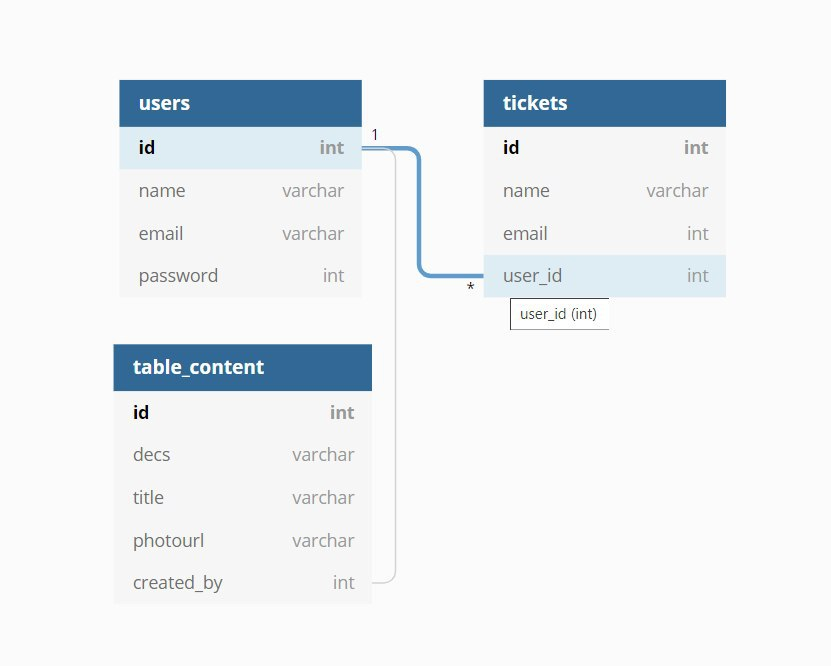 users
id int
name varchar
email varchar
password int
1
*
tickets
id int
name varchar
email int
user_id int
user_id (int)
table_content
id int
decs varchar
title varchar
photourl varchar
created_by int